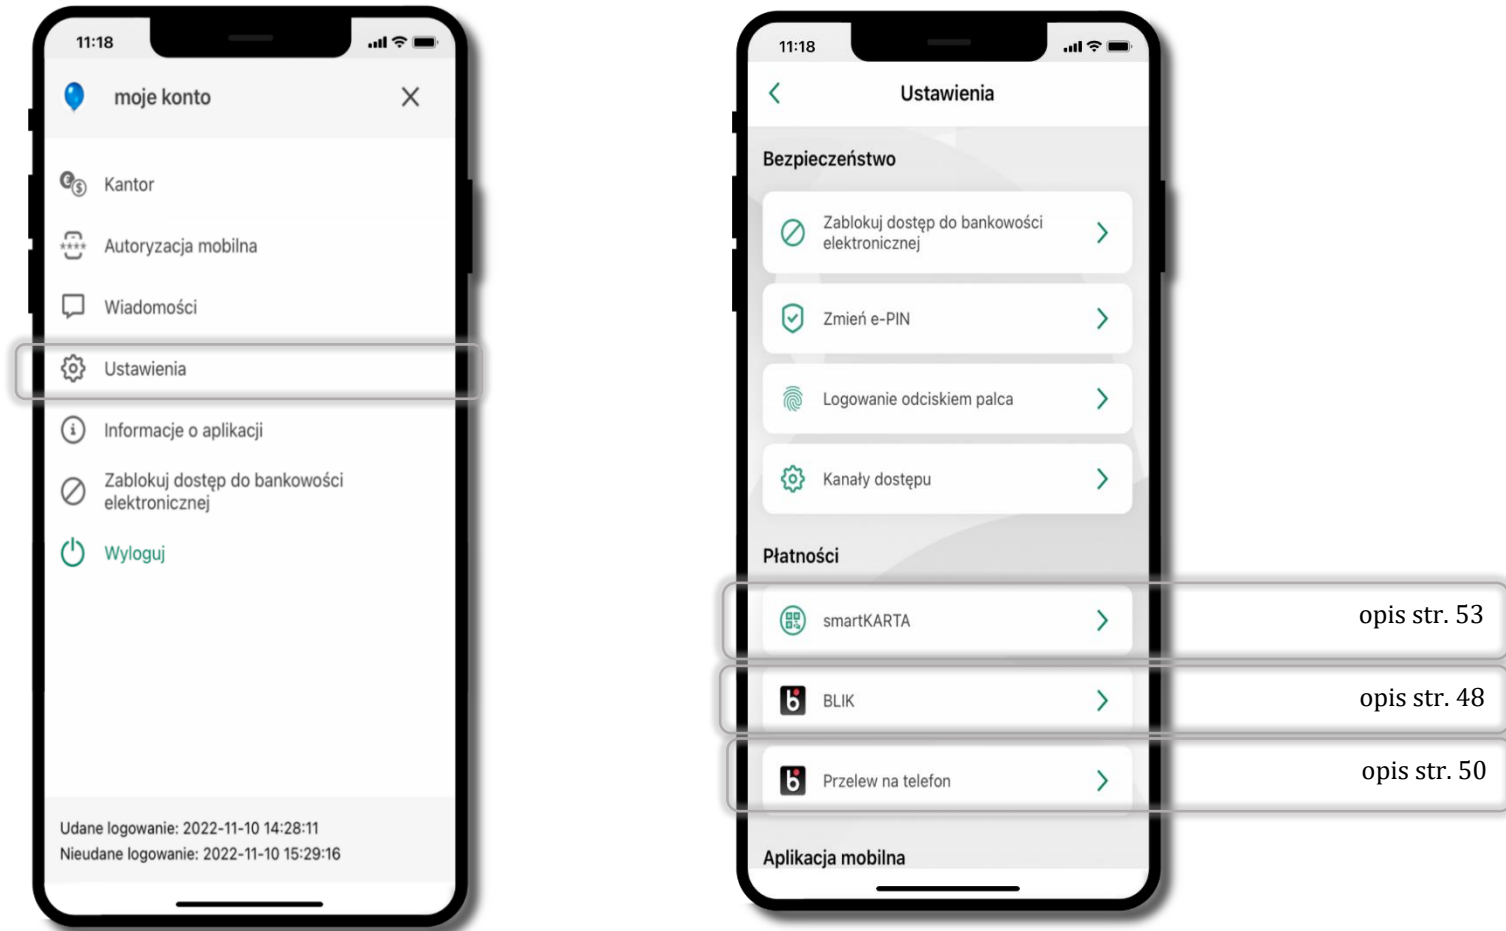 11:18
moje konto
Kantor
Autoryzacja mobilna
Wiadomości
Ustawienia
Informacje o aplikacji
Zablokuj dostęp do bankowości
elektronicznej
Wyloguj
Udane logowanie: 2022-11-10 14:28:11
Nieudane logowanie: 2022-11-10 15:29:16
11:18
Ustawienia
Bezpieczeństwo
Zablokuj dostęp do bankowości
elektronicznej
Zmień e-PIN
Logowanie odciskiem palca
Kanały dostępu
Płatności
smartKARTA
opis str. 53
BLIK
opis str. 48
Przelew na telefon
opis str. 50
Aplikacja mobilna